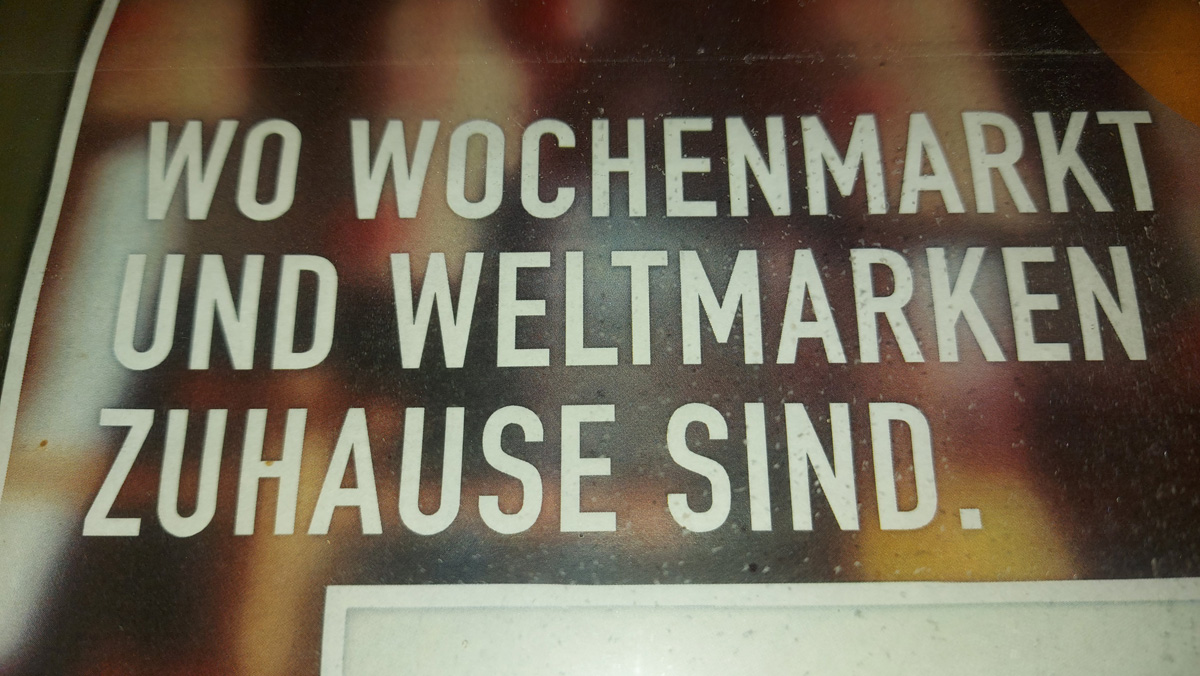 WO WOCHENMARKT
UND WELTMARKEN
ZUHAUSE SIND.